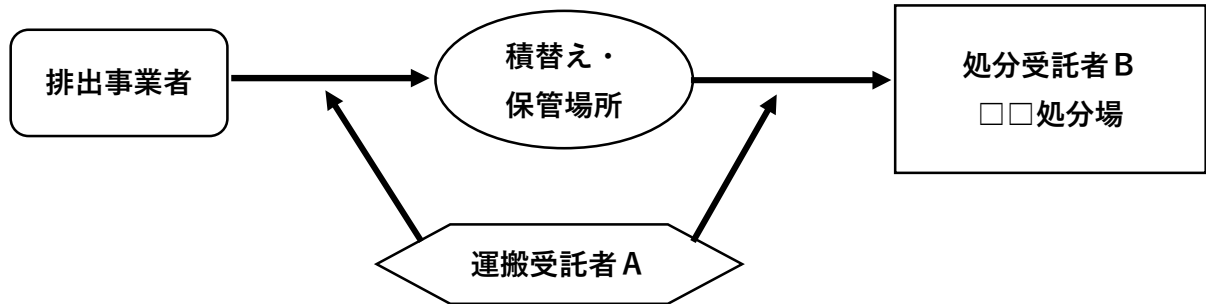 排出事業者
積替え・
保管場所
処分受託者B
□□処分場
運搬受託者A